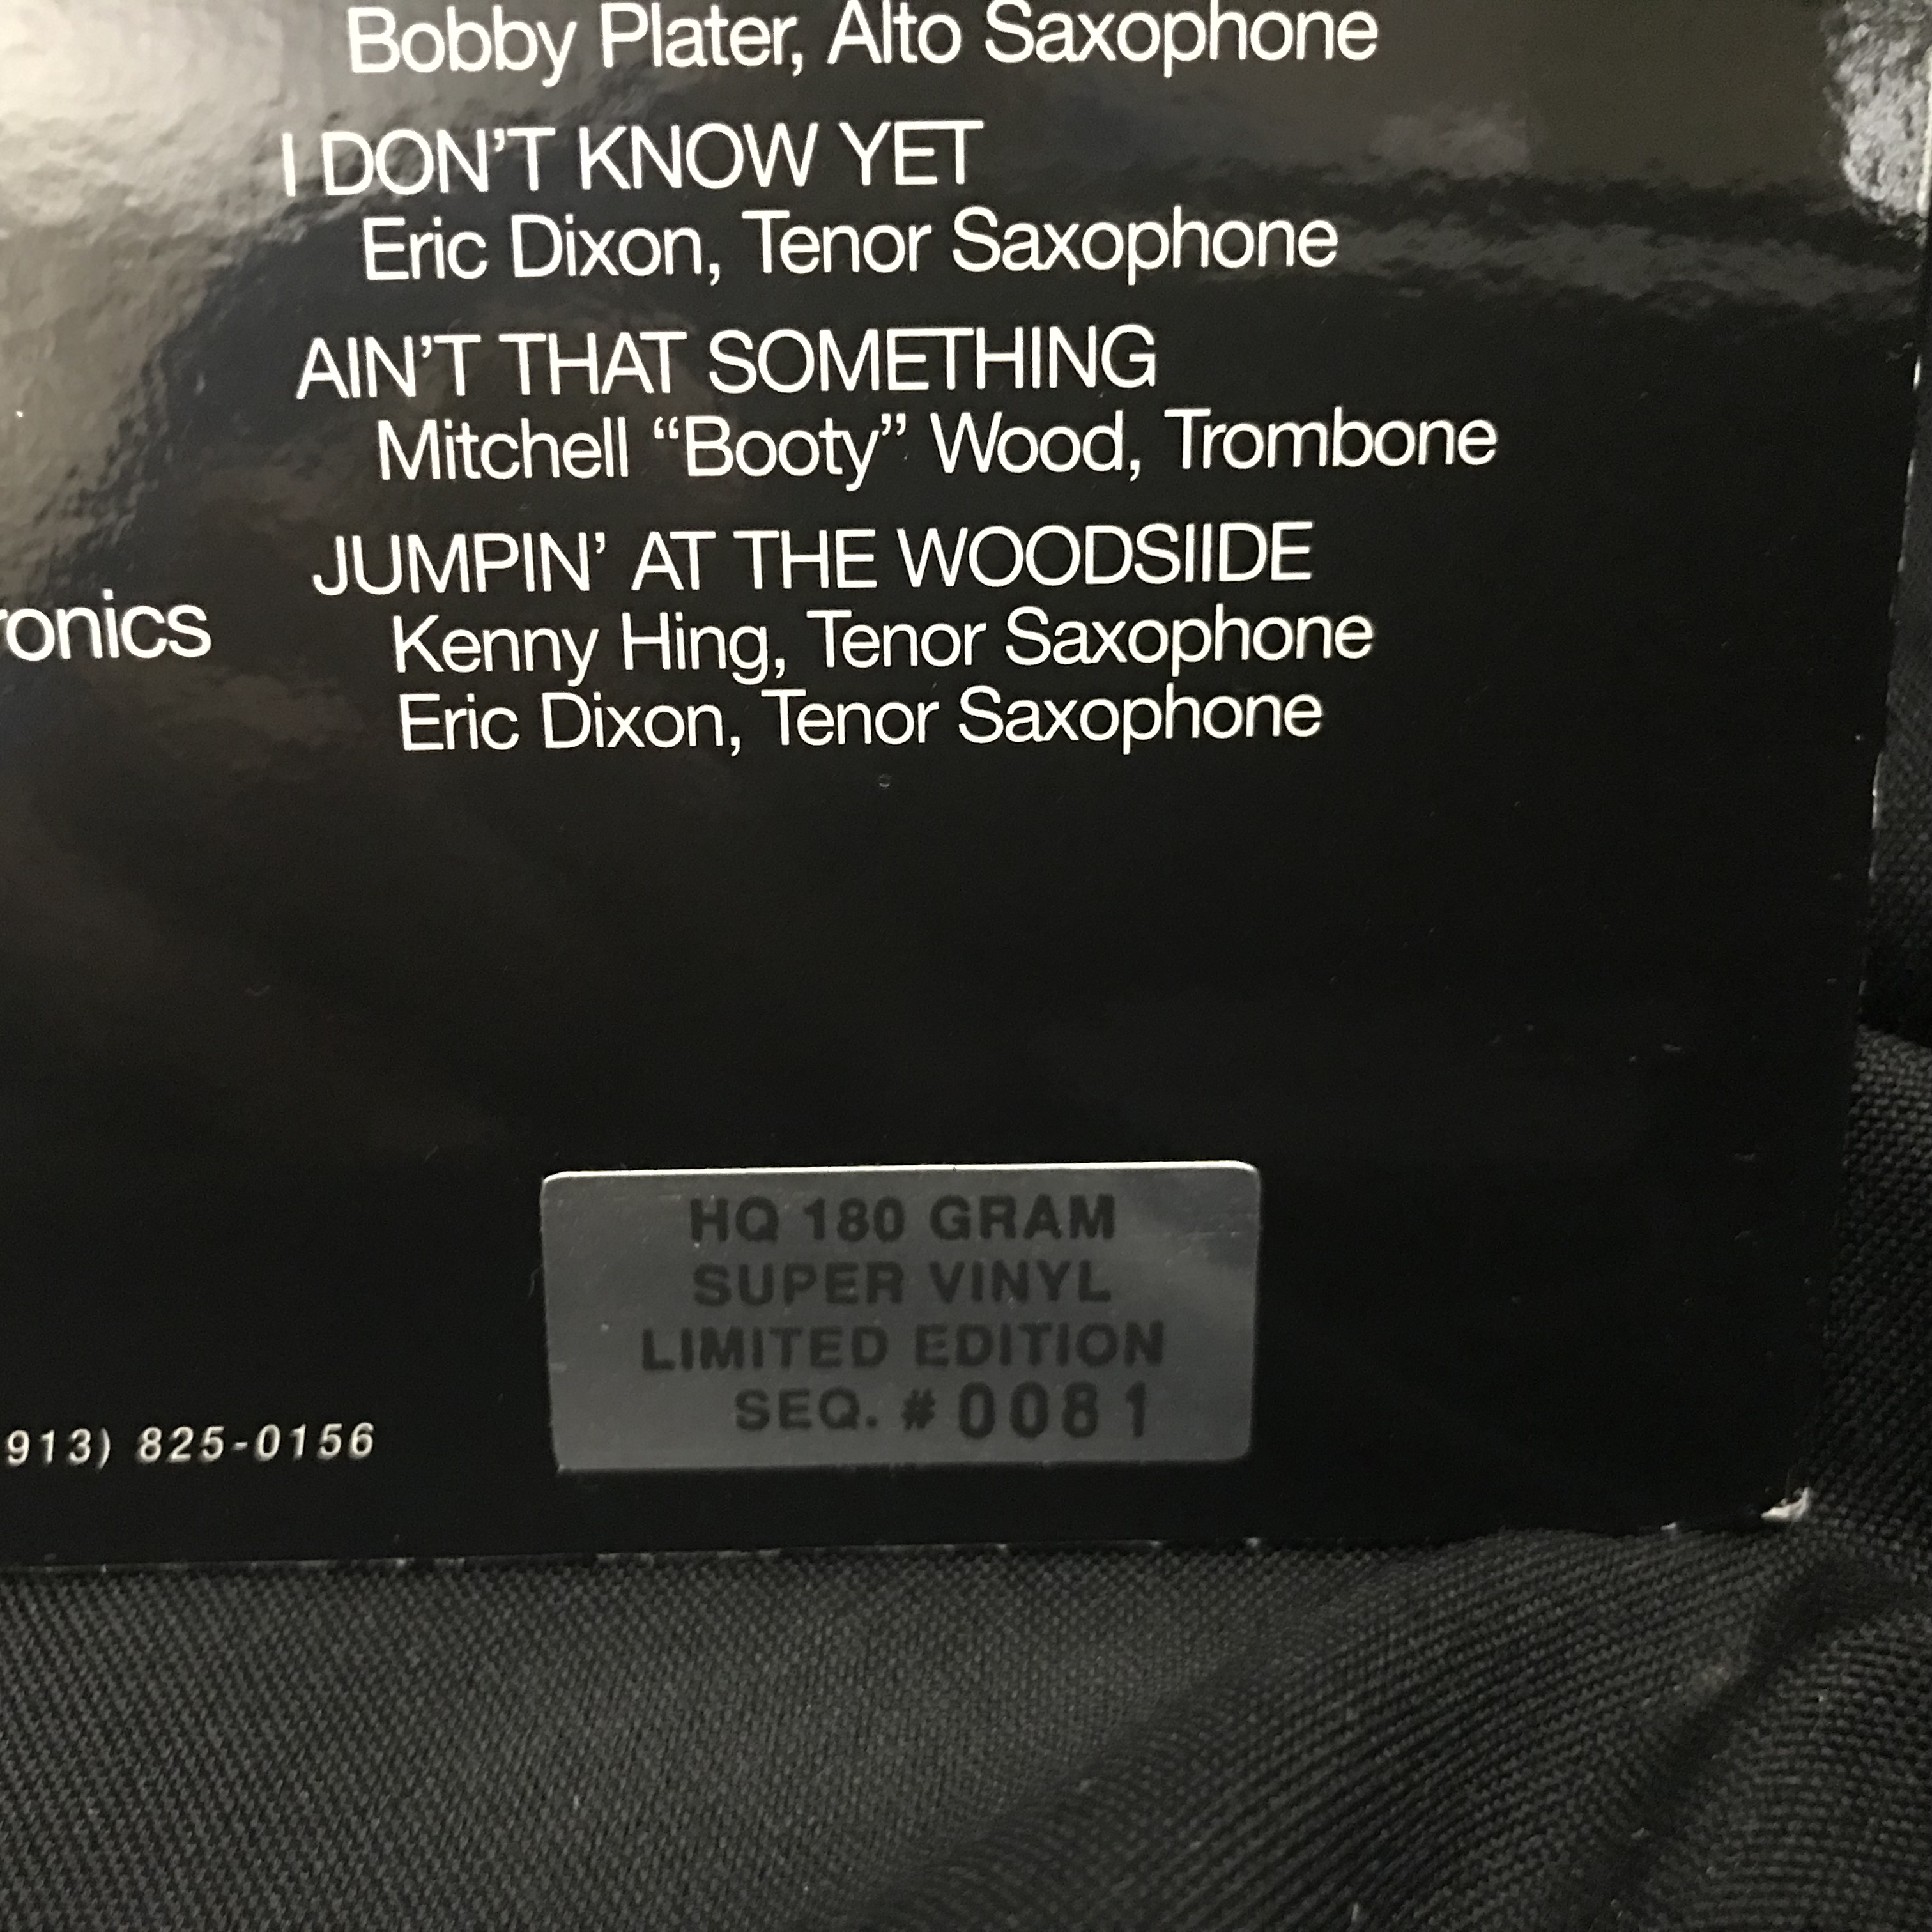 Bobby Plater, Alto Saxophone
I DON’T KNOW YET
Eric Dixon, Tenor Saxophone
AIN’T THAT SOMETHING
Mitchell “Booty” Wood, Trombone
JUMPIN’ AT THE WOODSIIDE
Kenny Hing, Tenor Saxophone
Eric Dixon, Tenor Saxophone
ronics
HQ 180 GRAM
SUPER VINYL
LIMITED EDITION
SEQ. # 0081
913) 825-0156